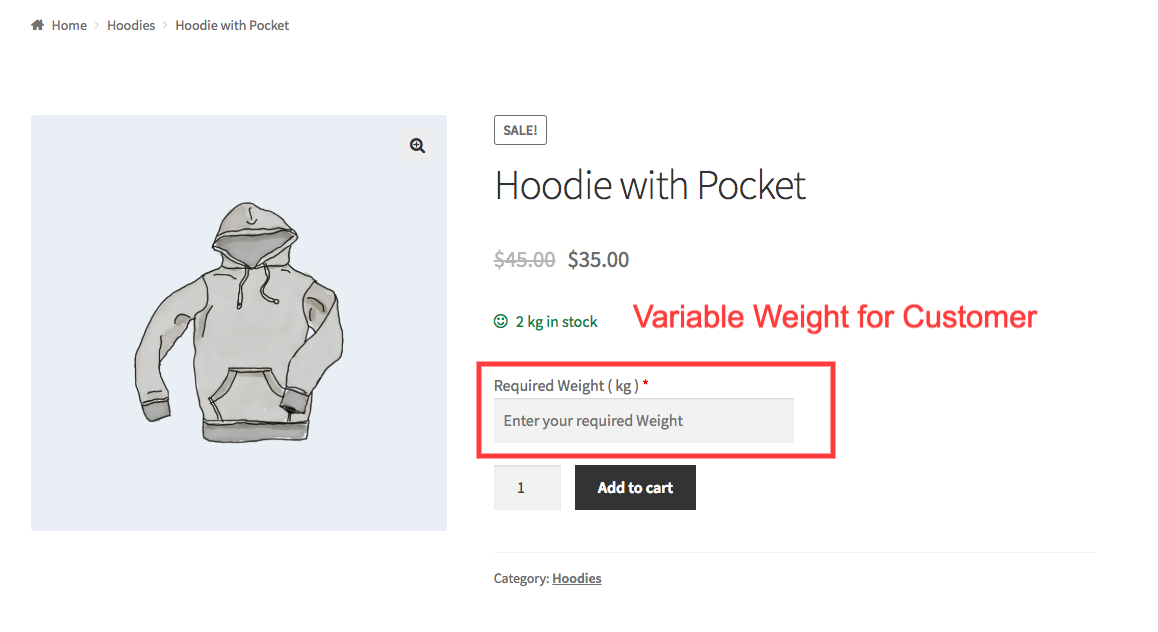 Home > Hoodies > Hoodie with Pocket
SALE!
Hoodie with Pocket
$45.00 $35.00
2 kg in stock
Variable Weight for Customer
Required Weight ( kg ) *
Enter your required Weight
1
Add to cart
Category: Hoodies